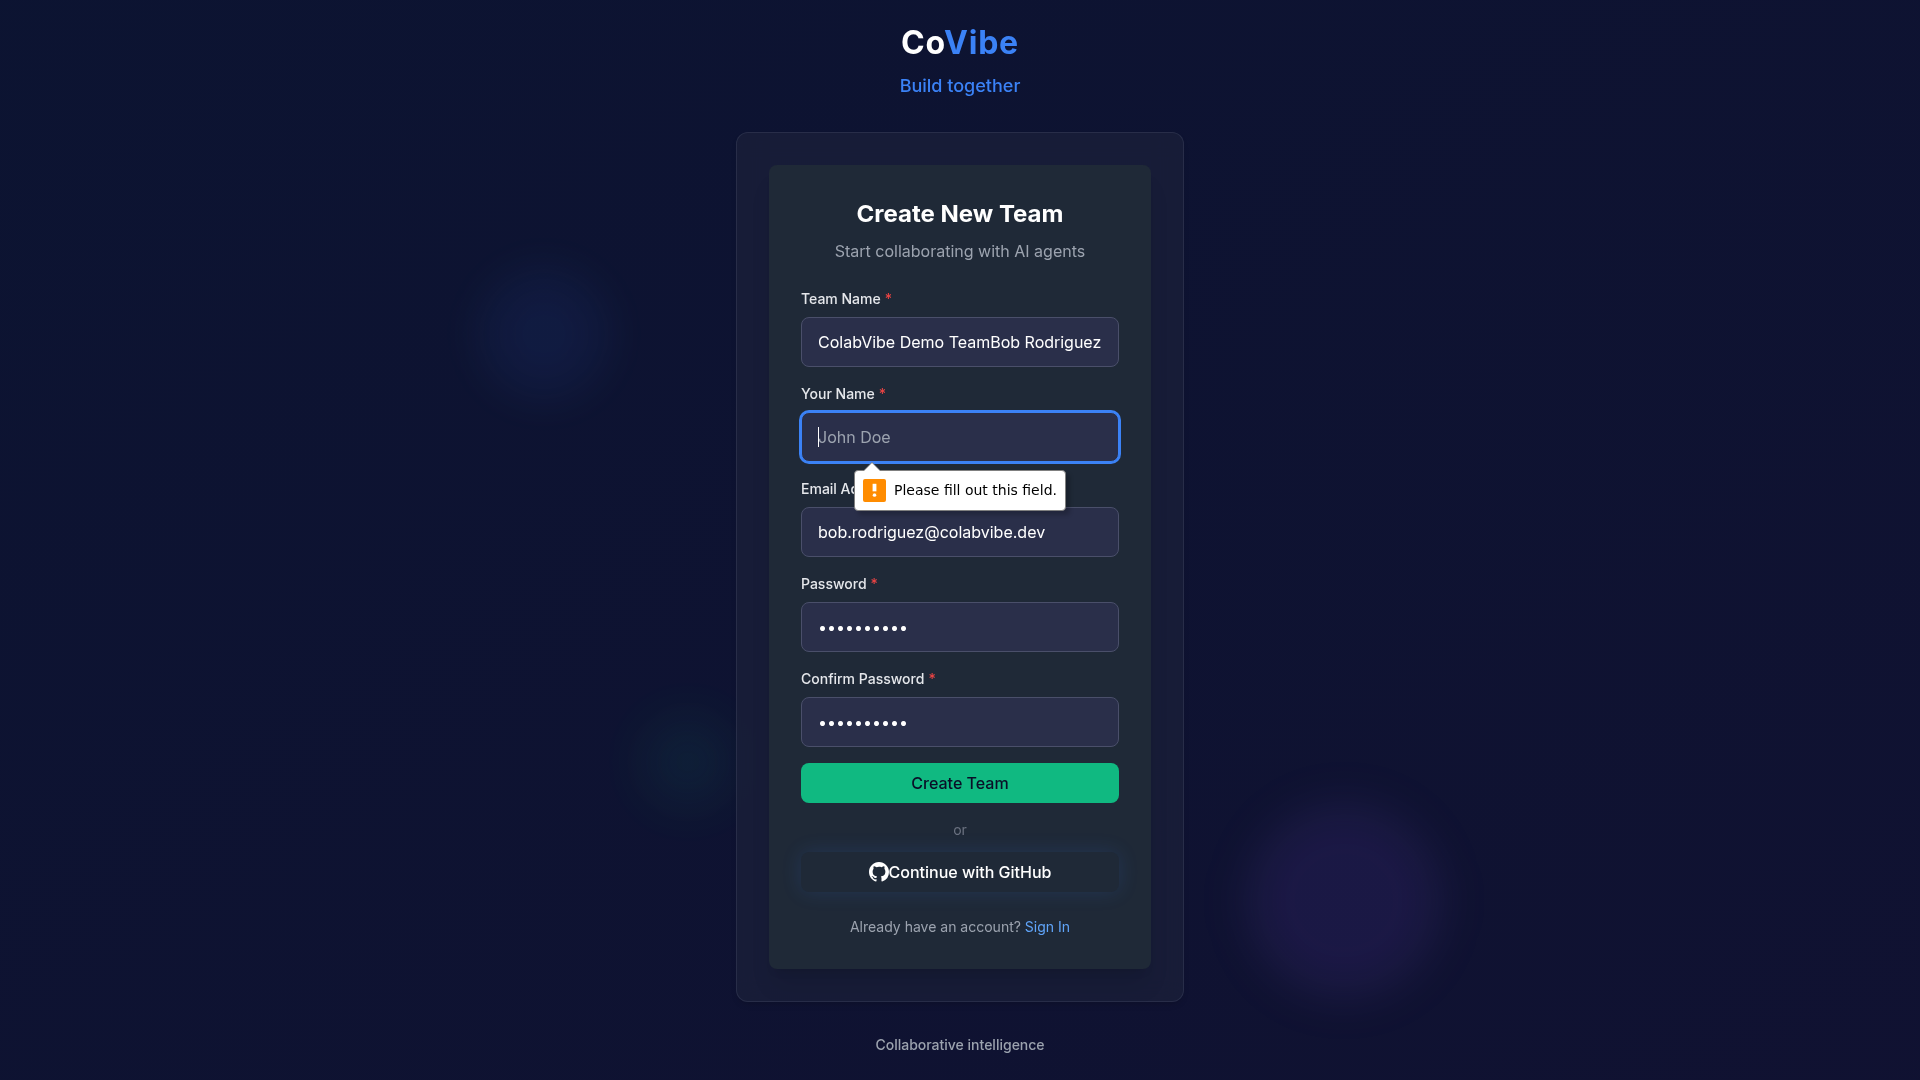 CoVibe
Build together
Create New Team
Start collaborating with AI agents
Team Name *
ColabVibe Demo TeamBob Rodriguez
Your Name *
John Doe
Please fill out this field.
Email Ad
bob.rodriguez@colabvibe.dev
Password *
••••••••••
Confirm Password *
••••••••••
Create Team
or
Continue with GitHub
Already have an account? Sign In
Collaborative intelligence